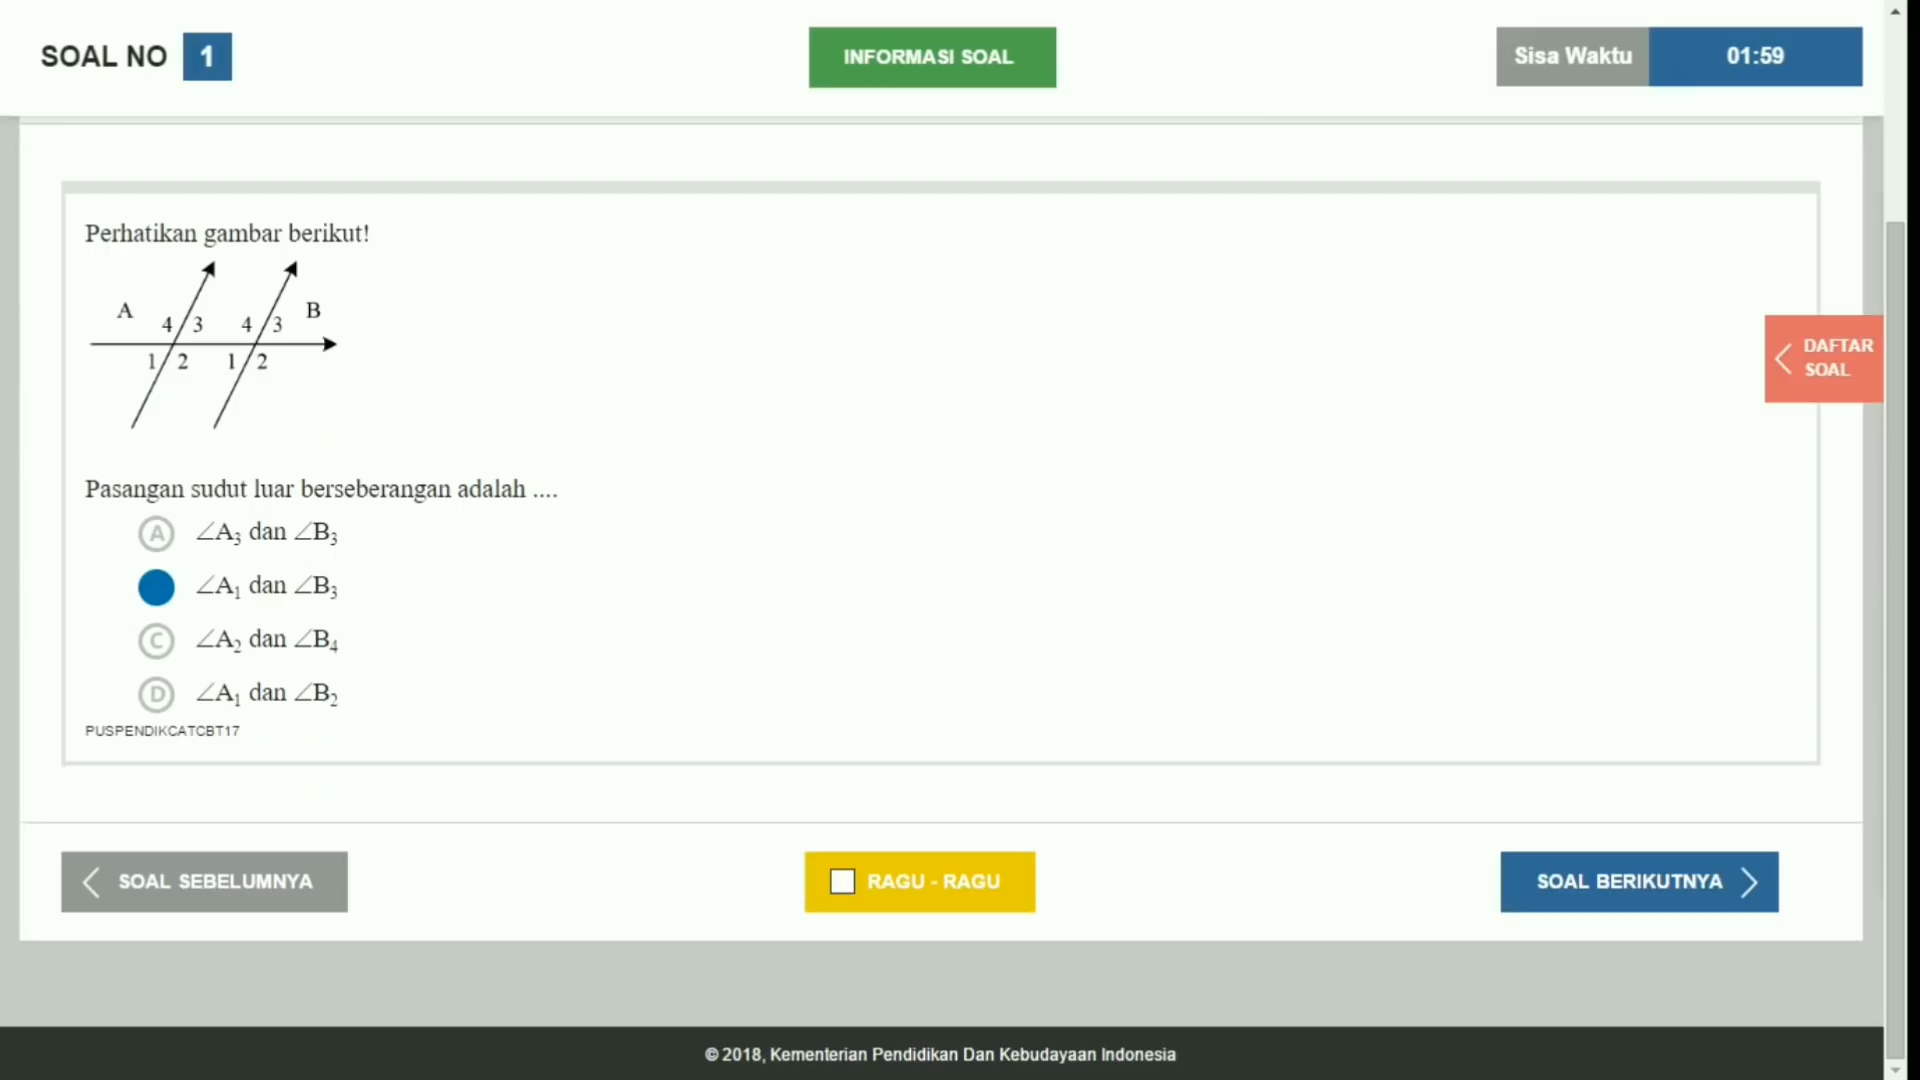 SOAL NO 1
INFORMASI SOAL
Sisa Waktu 01:59
DAFTAR
SOAL
Perhatikan gambar berikut!
A B
4 3 4 3
1 2 1 2
Pasangan sudut luar berseberangan adalah ....
A ∠A₃ dan ∠B₃
∠A₁ dan ∠B₃
C ∠A₂ dan ∠B₄
D ∠A₁ dan ∠B₂
PUSPENDIKCATCBT17
SOAL SEBELUMNYA
RAGU - RAGU
SOAL BERIKUTNYA
© 2018, Kementerian Pendidikan Dan Kebudayaan Indonesia